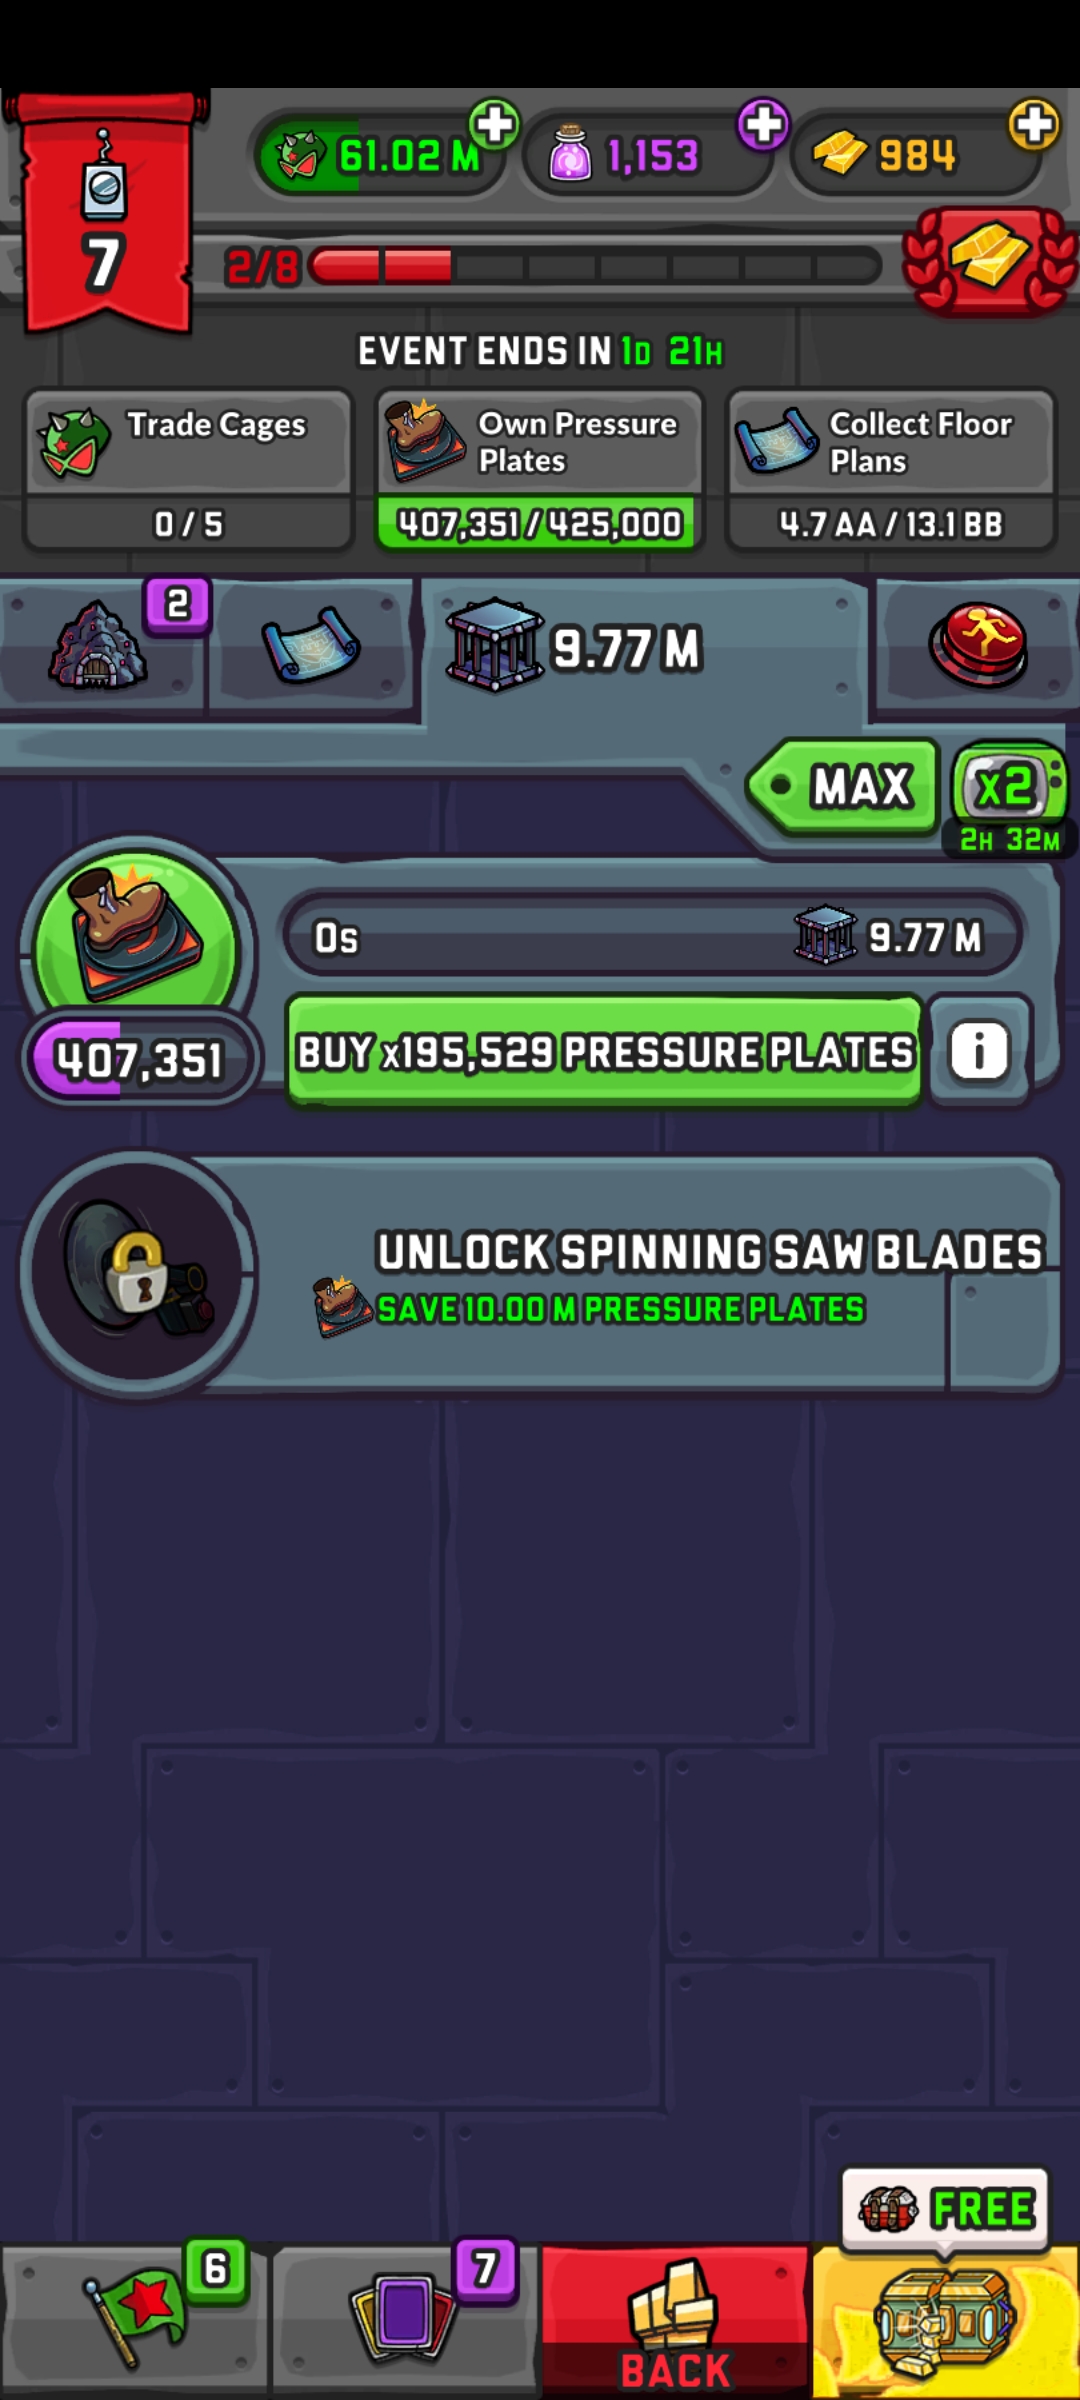 61.02 M
1,153
984
7
2/8
EVENT ENDS IN 1D 21H
Trade Cages
0 / 5
Own Pressure
Plates
407,351 / 425,000
Collect Floor
Plans
4.7 AA / 13.1 BB
2
9.77 M
MAX
x2
2H 32M
0s
9.77 M
407,351
BUY x195,529 PRESSURE PLATES
i
UNLOCK SPINNING SAW BLADES
SAVE 10.00 M PRESSURE PLATES
FREE
6
7
BACK